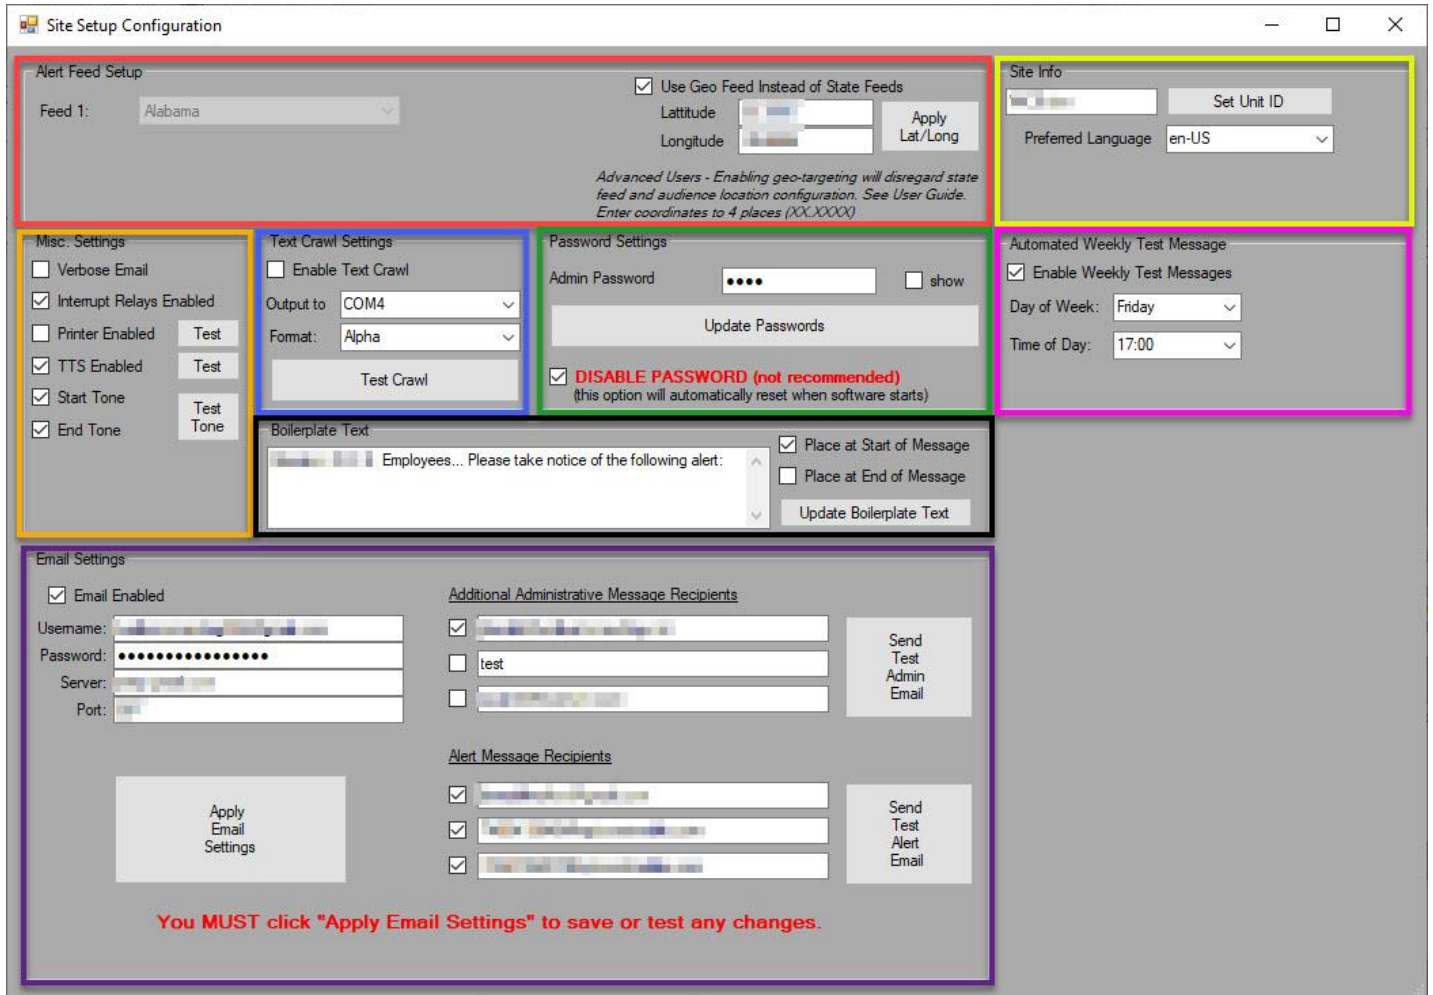 Site Setup Configuration
Alert Feed Setup
Feed 1: Alabama
Use Geo Feed Instead of State Feeds
Lattitude
Longitude
Apply
Lat/Long
Advanced Users - Enabling geo-targeting will disregard state
feed and audience location configuration. See User Guide.
Enter coordinates to 4 places (XX.XXXX)
Site Info
Set Unit ID
Preferred Language en-US
Misc. Settings
Verbose Email
Interrupt Relays Enabled
Printer Enabled Test
TTS Enabled Test
Start Tone
End Tone
Test
Tone
Text Crawl Settings
Enable Text Crawl
Output to COM4
Format: Alpha
Test Crawl
Password Settings
Admin Password ●●●● show
Update Passwords
DISABLE PASSWORD (not recommended)
(this option will automatically reset when software starts)
Automated Weekly Test Message
Enable Weekly Test Messages
Day of Week: Friday
Time of Day: 17:00
Boilerplate Text
Employees... Please take notice of the following alert:
Place at Start of Message
Place at End of Message
Update Boilerplate Text
Email Settings
Email Enabled
Username:
Password: ●●●●●●●●●●●●●●●●
Server:
Port:
Apply
Email
Settings
Additional Administrative Message Recipients
test
Send
Test
Admin
Email
Alert Message Recipients
Send
Test
Alert
Email
You MUST click "Apply Email Settings" to save or test any changes.